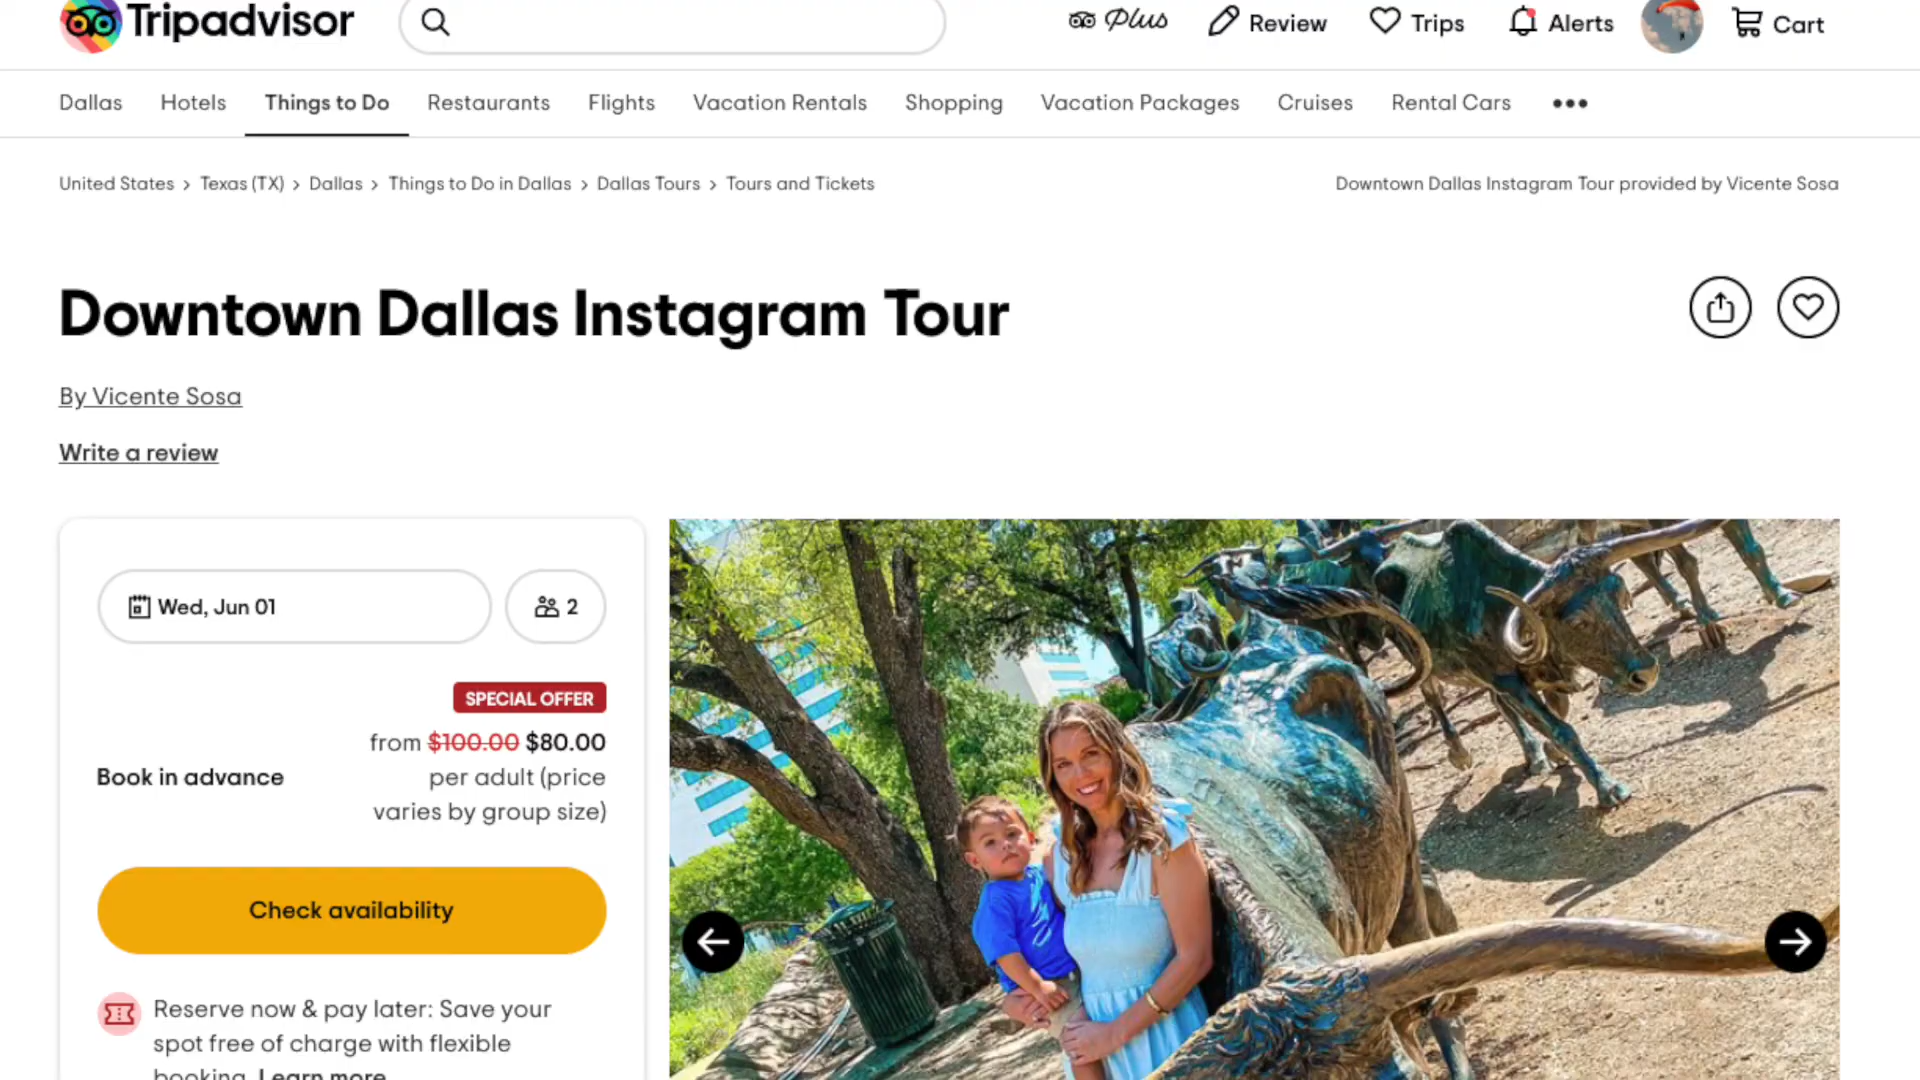 Tripadvisor
Plus
Review
Trips
Alerts
Cart
Dallas
Hotels
Things to Do
Restaurants
Flights
Vacation Rentals
Shopping
Vacation Packages
Cruises
Rental Cars
•••
United States > Texas (TX) > Dallas > Things to Do in Dallas > Dallas Tours > Tours and Tickets
Downtown Dallas Instagram Tour provided by Vicente Sosa
Downtown Dallas Instagram Tour
By Vicente Sosa
Write a review
Wed, Jun 01
2
SPECIAL OFFER
from $100.00 $80.00
Book in advance
per adult (price
varies by group size)
Check availability
Reserve now & pay later: Save your
spot free of charge with flexible
booking. Learn more